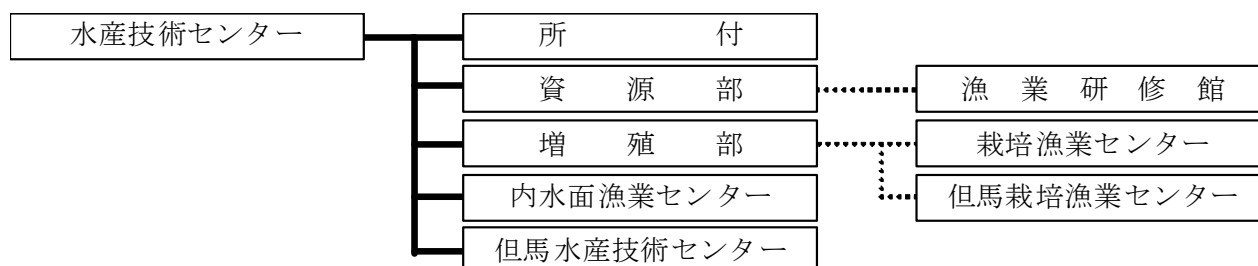 水産技術センター
所付
資源部
漁業研修館
増殖部
栽培漁業センター
内水面漁業センター
但馬栽培漁業センター
但馬水産技術センター